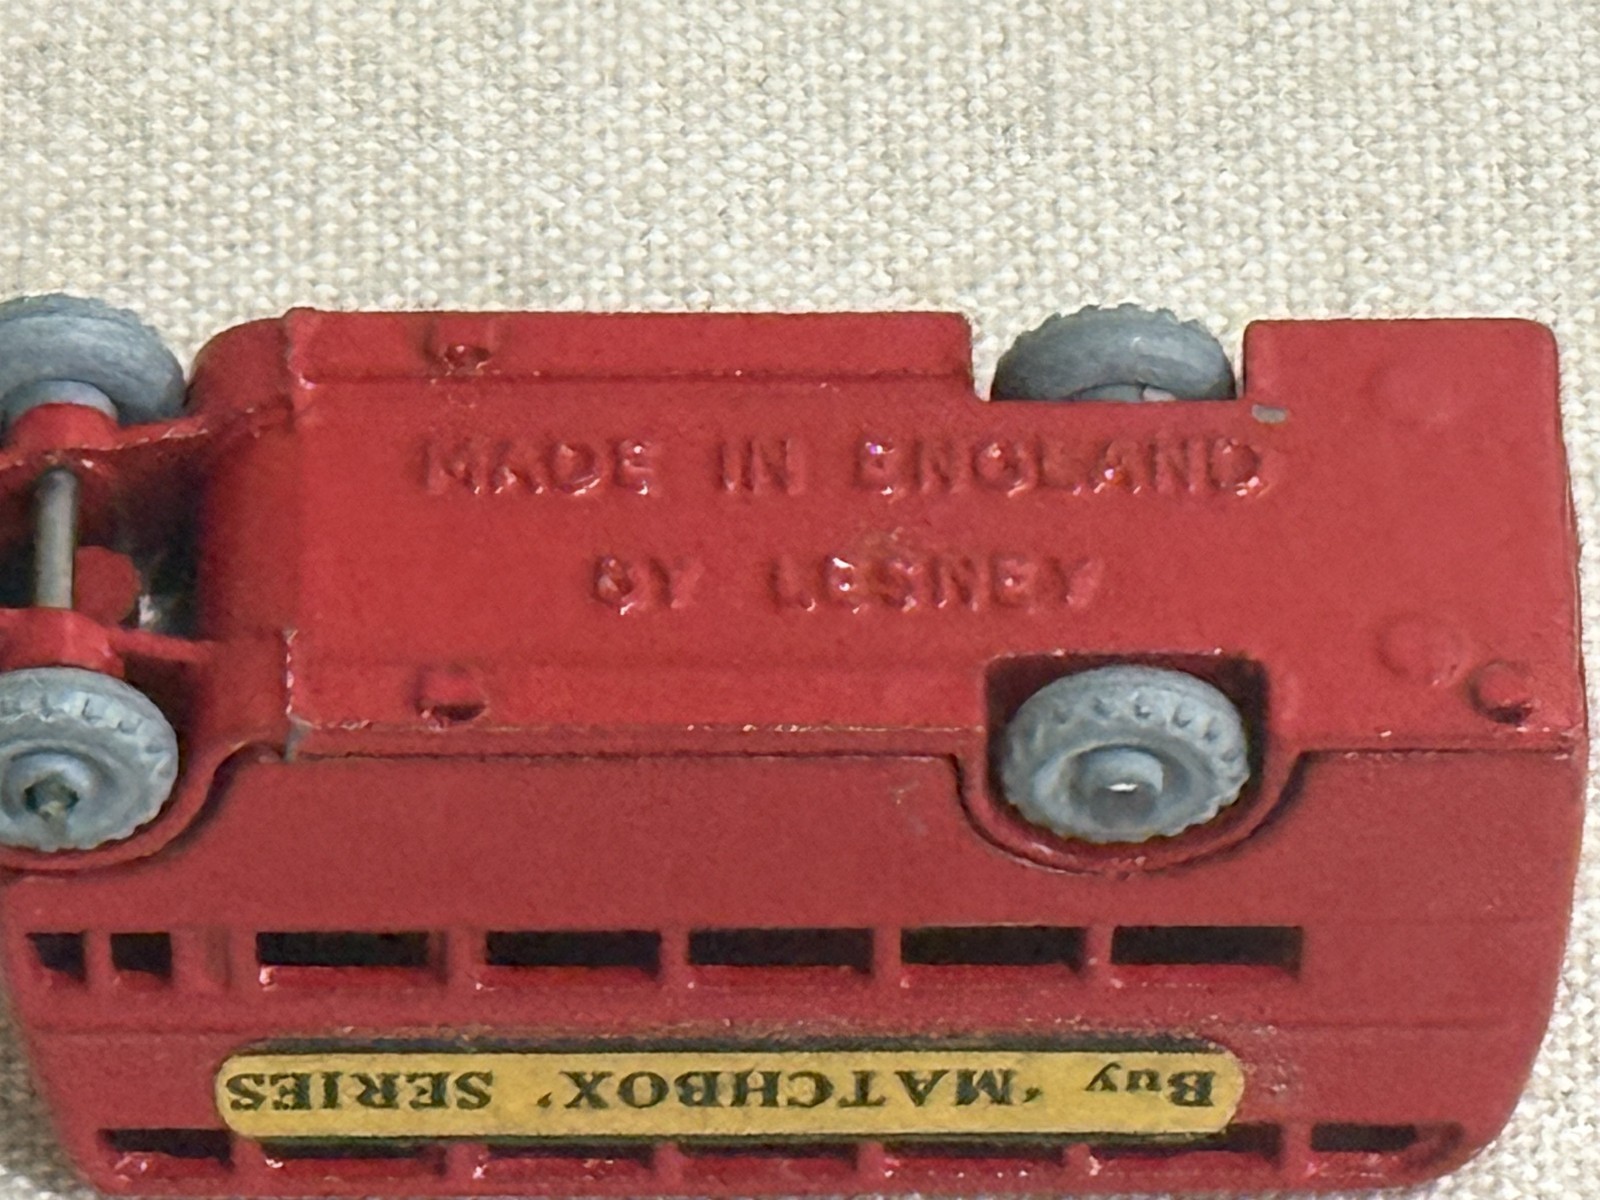 MADE IN ENGLAND
BY LESNEY
Buy 'MATCHBOX' SERIES